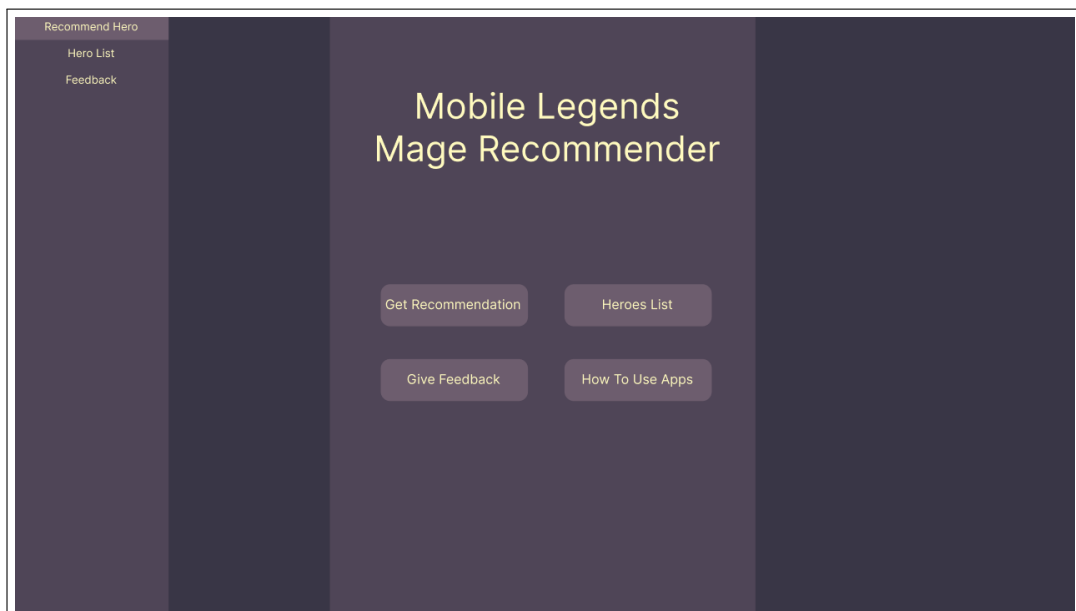 Recommend Hero
Hero List
Feedback
Mobile Legends
Mage Recommender
Get Recommendation
Heroes List
Give Feedback
How To Use Apps